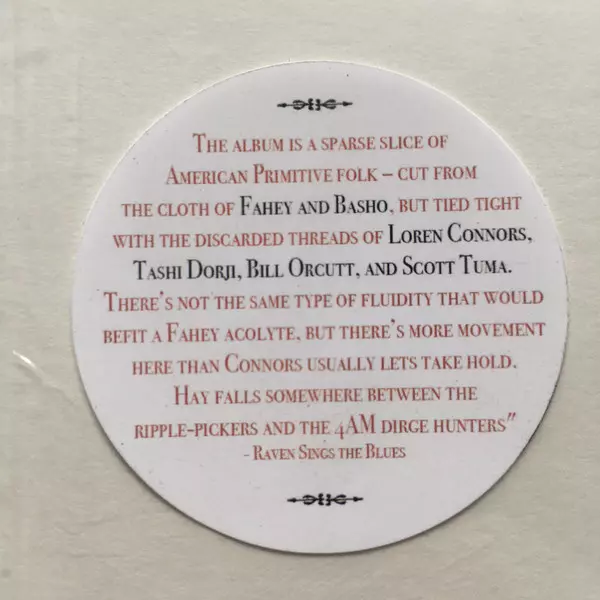 The album is a sparse slice of
American Primitive folk – cut from
the cloth of Fahey and Basho, but tied tight
with the discarded threads of Loren Connors,
Tashi Dorji, Bill Orcutt, and Scott Tuma.
There's not the same type of fluidity that would
befit a Fahey acolyte, but there's more movement
here than Connors usually lets take hold.
Hay falls somewhere between the
ripple-pickers and the 4AM dirge hunters"
- Raven Sings the Blues